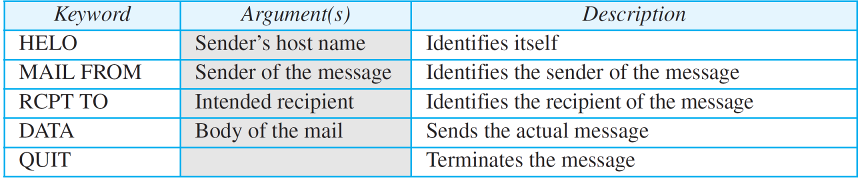 Keyword Argument(s) Description
HELO Sender’s host name Identifies itself
MAIL FROM Sender of the message Identifies the sender of the message
RCPT TO Intended recipient Identifies the recipient of the message
DATA Body of the mail Sends the actual message
QUIT Terminates the message